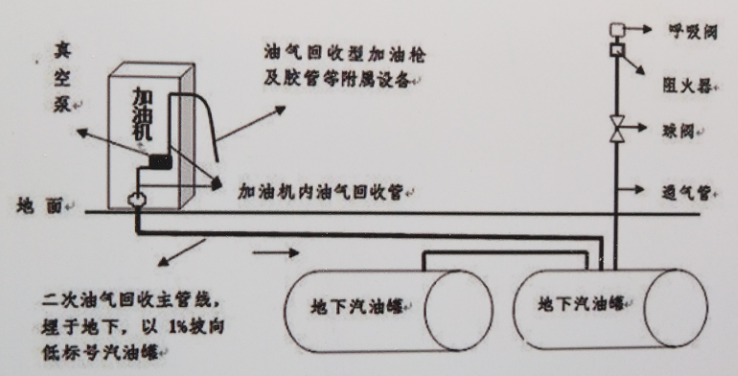 真空泵
加油机
油气回收型加油枪
及胶管等附属设备
呼吸阀
阻火器
球阀
通气管
加油机内油气回收管
地面
二次油气回收主管线，
埋于地下，以 1%坡向
低标号汽油罐
地下汽油罐
地下汽油罐